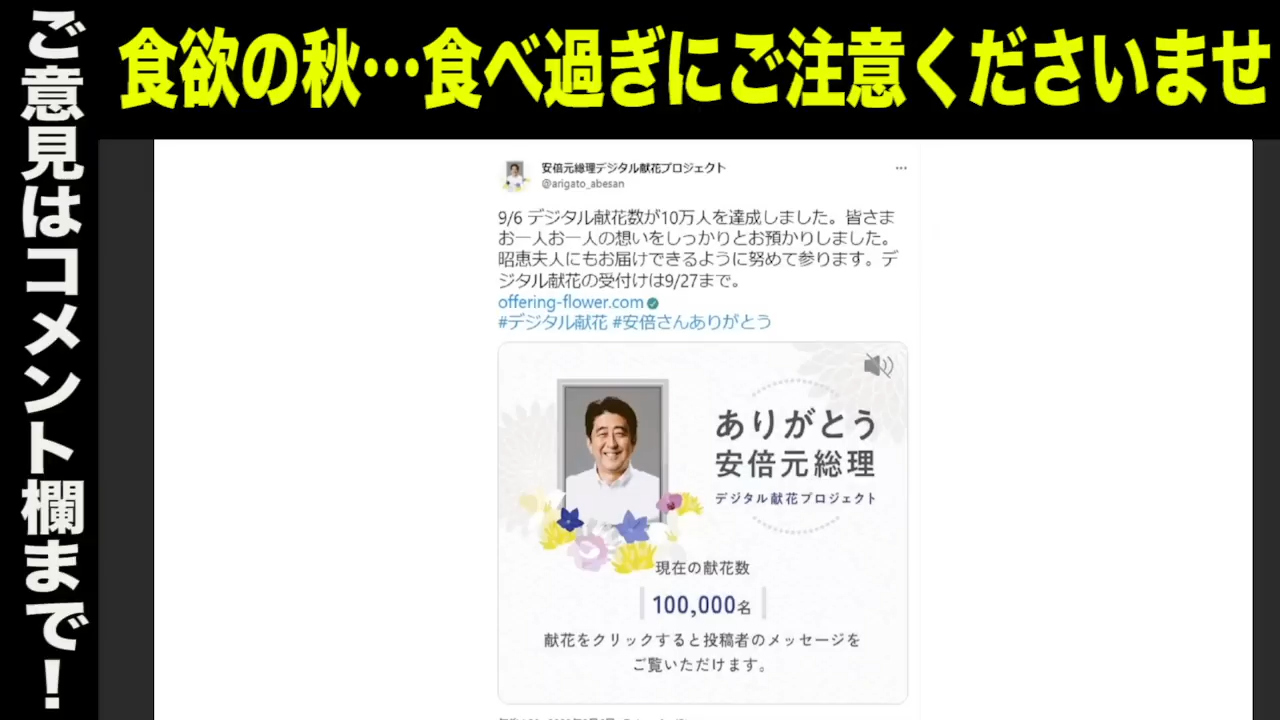 食欲の秋…食べ過ぎにご注意くださいませ
ご意見はコメント欄まで！
安倍元総理デジタル献花プロジェクト
@arigato_abesan
9/6 デジタル献花数が10万人を達成しました。皆さま
お一人お一人の想いをしっかりとお預かりしました。
昭恵夫人にもお届けできるように努めて参ります。デ
ジタル献花の受付けは9/27まで。
offering-flower.com
#デジタル献花 #安倍さんありがとう
ありがとう
安倍元総理
デジタル献花プロジェクト
現在の献花数
100,000名
献花をクリックすると投稿者のメッセージを
ご覧いただけます。